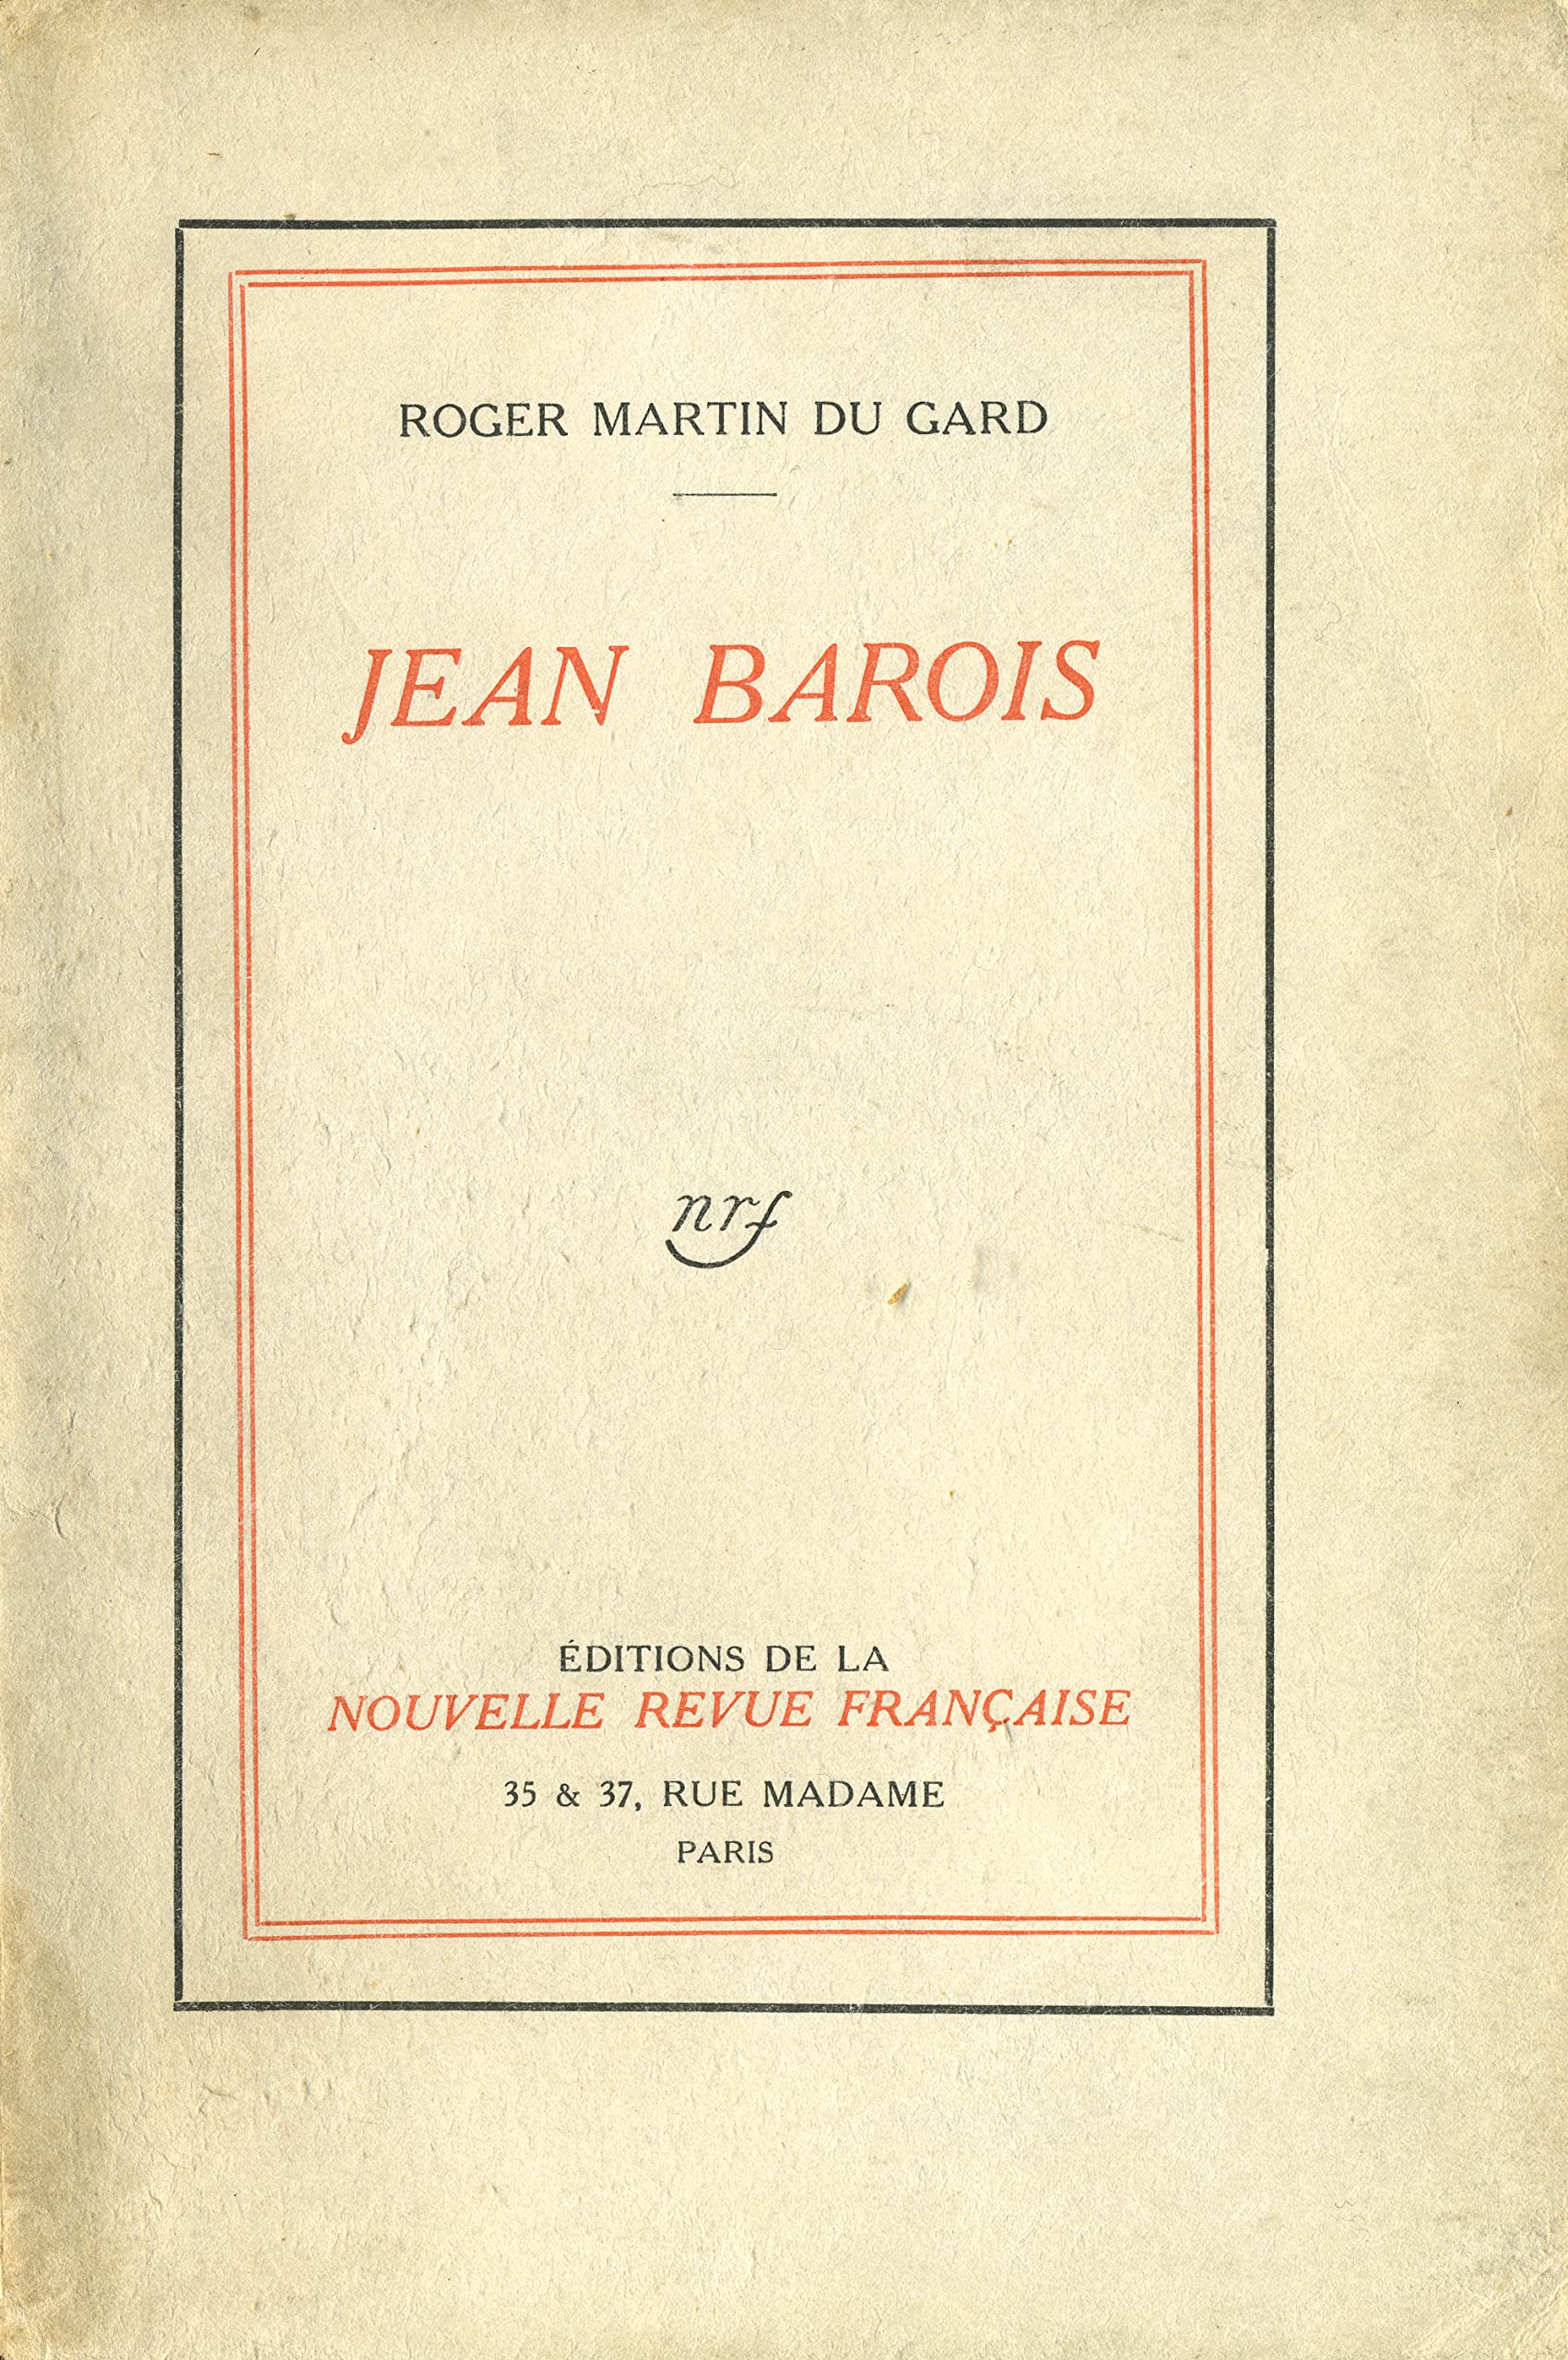 ROGER MARTIN DU GARD
JEAN BAROIS
nrf
ÉDITIONS DE LA
NOUVELLE REVUE FRANÇAISE
35 & 37, RUE MADAME
PARIS